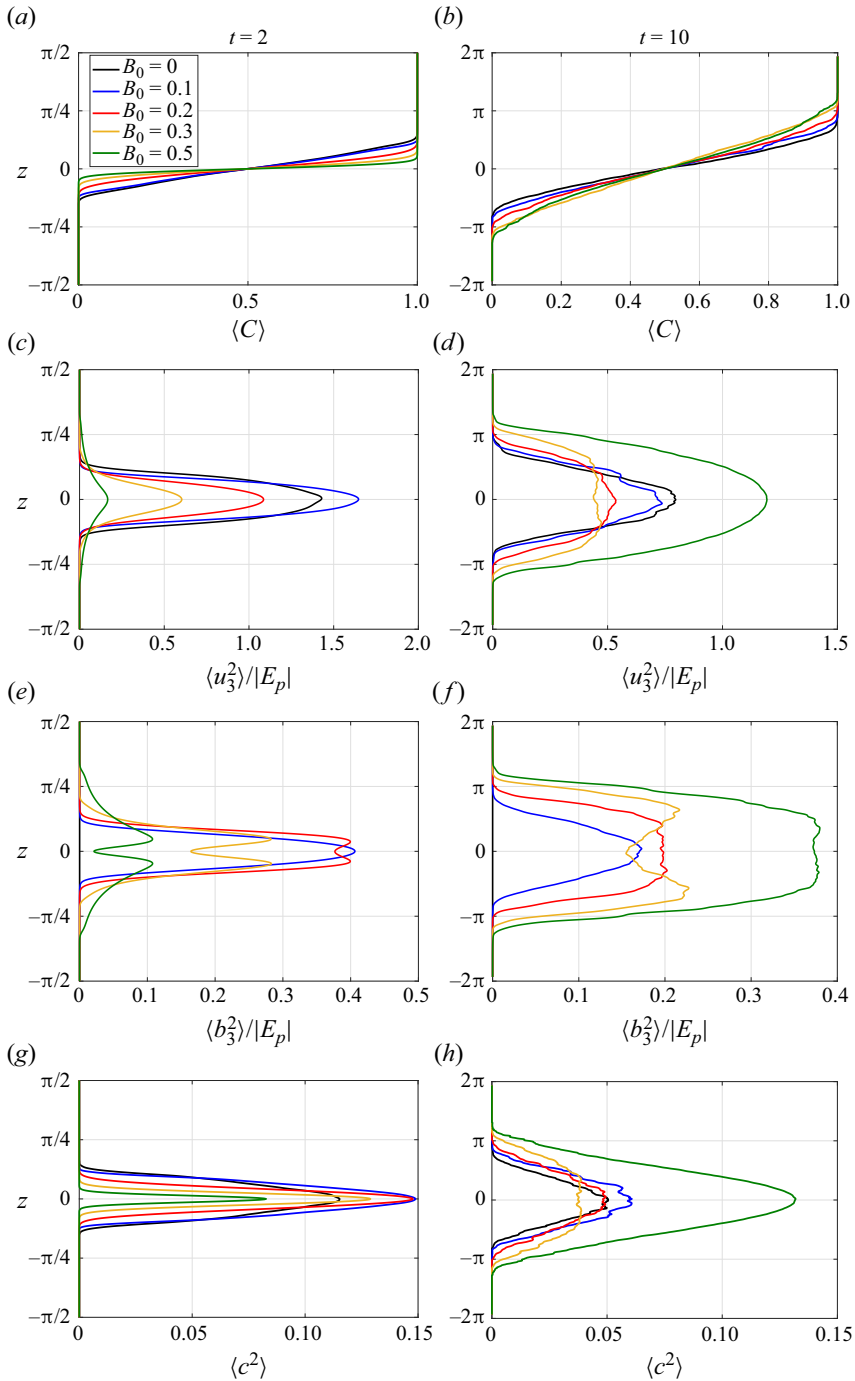 (a) (b)
t = 2 t = 10
π/2 2π
B₀ = 0
B₀ = 0.1
π/4 B₀ = 0.2 π
B₀ = 0.3
B₀ = 0.5
z 0 0
−π/4 −π
−π/2 −2π
0 0.5 1.0 0 0.2 0.4 0.6 0.8 1.0
⟨C⟩ ⟨C⟩
(c) (d)
π/2 2π
π/4 π
z 0 0
−π/4 −π
−π/2 −2π
0 0.5 1.0 1.5 2.0 0 0.5 1.0 1.5
⟨u₃²⟩/|Eₚ| ⟨u₃²⟩/|Eₚ|
(e) (f)
π/2 2π
π/4 π
z 0 0
−π/4 −π
−π/2 −2π
0 0.1 0.2 0.3 0.4 0.5 0 0.1 0.2 0.3 0.4
⟨b₃²⟩/|Eₚ| ⟨b₃²⟩/|Eₚ|
(g) (h)
π/2 2π
π/4 π
z 0 0
−π/4 −π
−π/2 −2π
0 0.05 0.10 0.15 0 0.05 0.10 0.15
⟨c²⟩ ⟨c²⟩